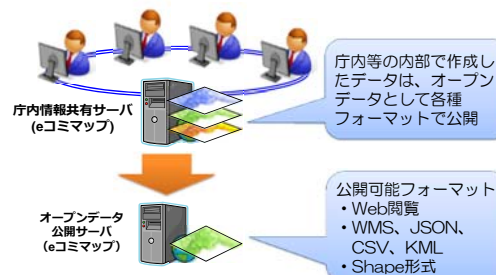 庁内等の内部で作成し
たデータは、オープン
データとして各種
フォーマットで公開
庁内情報共有サーバ
(eコミマップ)
オープンデータ
公開サーバ
（eコミマップ）
公開可能フォーマット
・Web閲覧
・WMS、JSON、
CSV、KML
・Shape形式